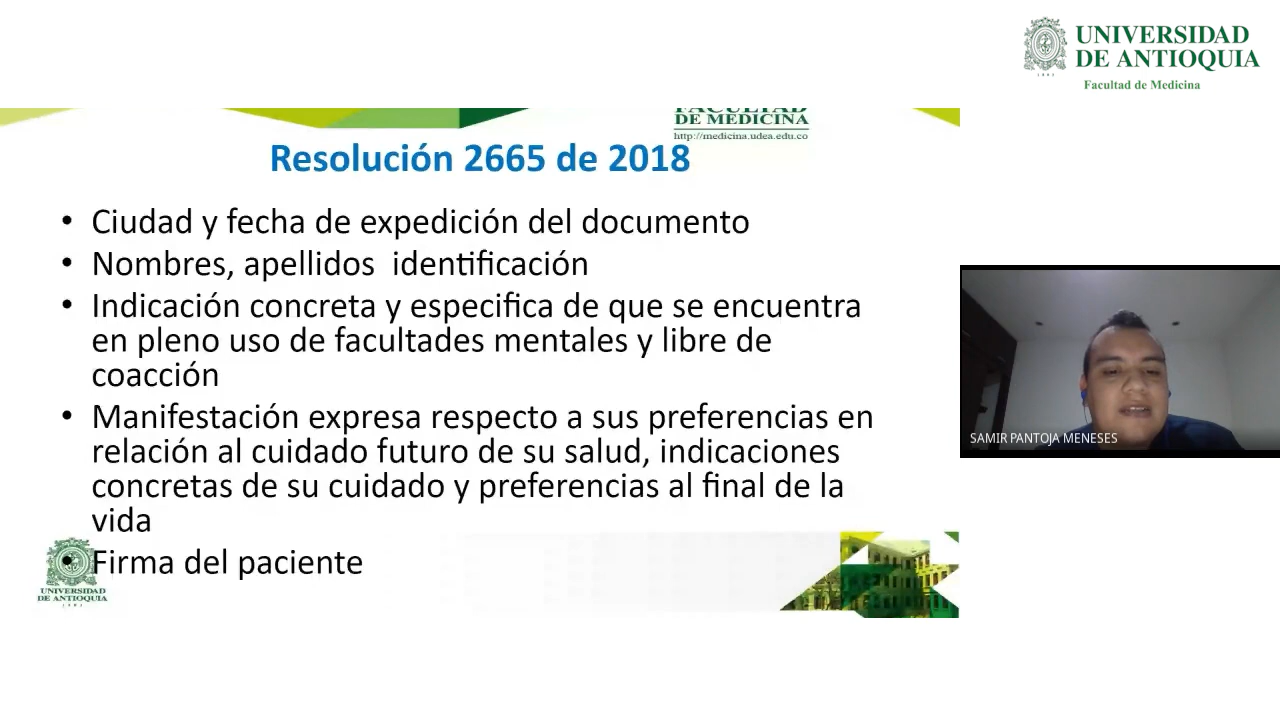 UNIVERSIDAD
DE ANTIOQUIA
1803
Facultad de Medicina
FACULTAD
DE MEDICINA
http://medicina.udea.edu.co
Resolución 2665 de 2018
• Ciudad y fecha de expedición del documento
• Nombres, apellidos  identificación
• Indicación concreta y especifica de que se encuentra
en pleno uso de facultades mentales y libre de
coacción
• Manifestación expresa respecto a sus preferencias en
relación al cuidado futuro de su salud, indicaciones
concretas de su cuidado y preferencias al final de la
vida
• Firma del paciente
UNIVERSIDAD
DE ANTIOQUIA
1803
SAMIR PANTOJA MENESES